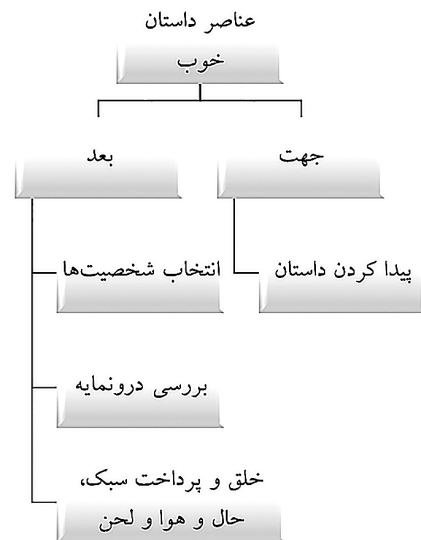 عناصر داستان
خوب
جهت
بعد
پیدا کردن داستان
انتخاب شخصیت‌ها
بررسی درونمایه
خلق و پرداخت سبک،
حال و هوا و لحن